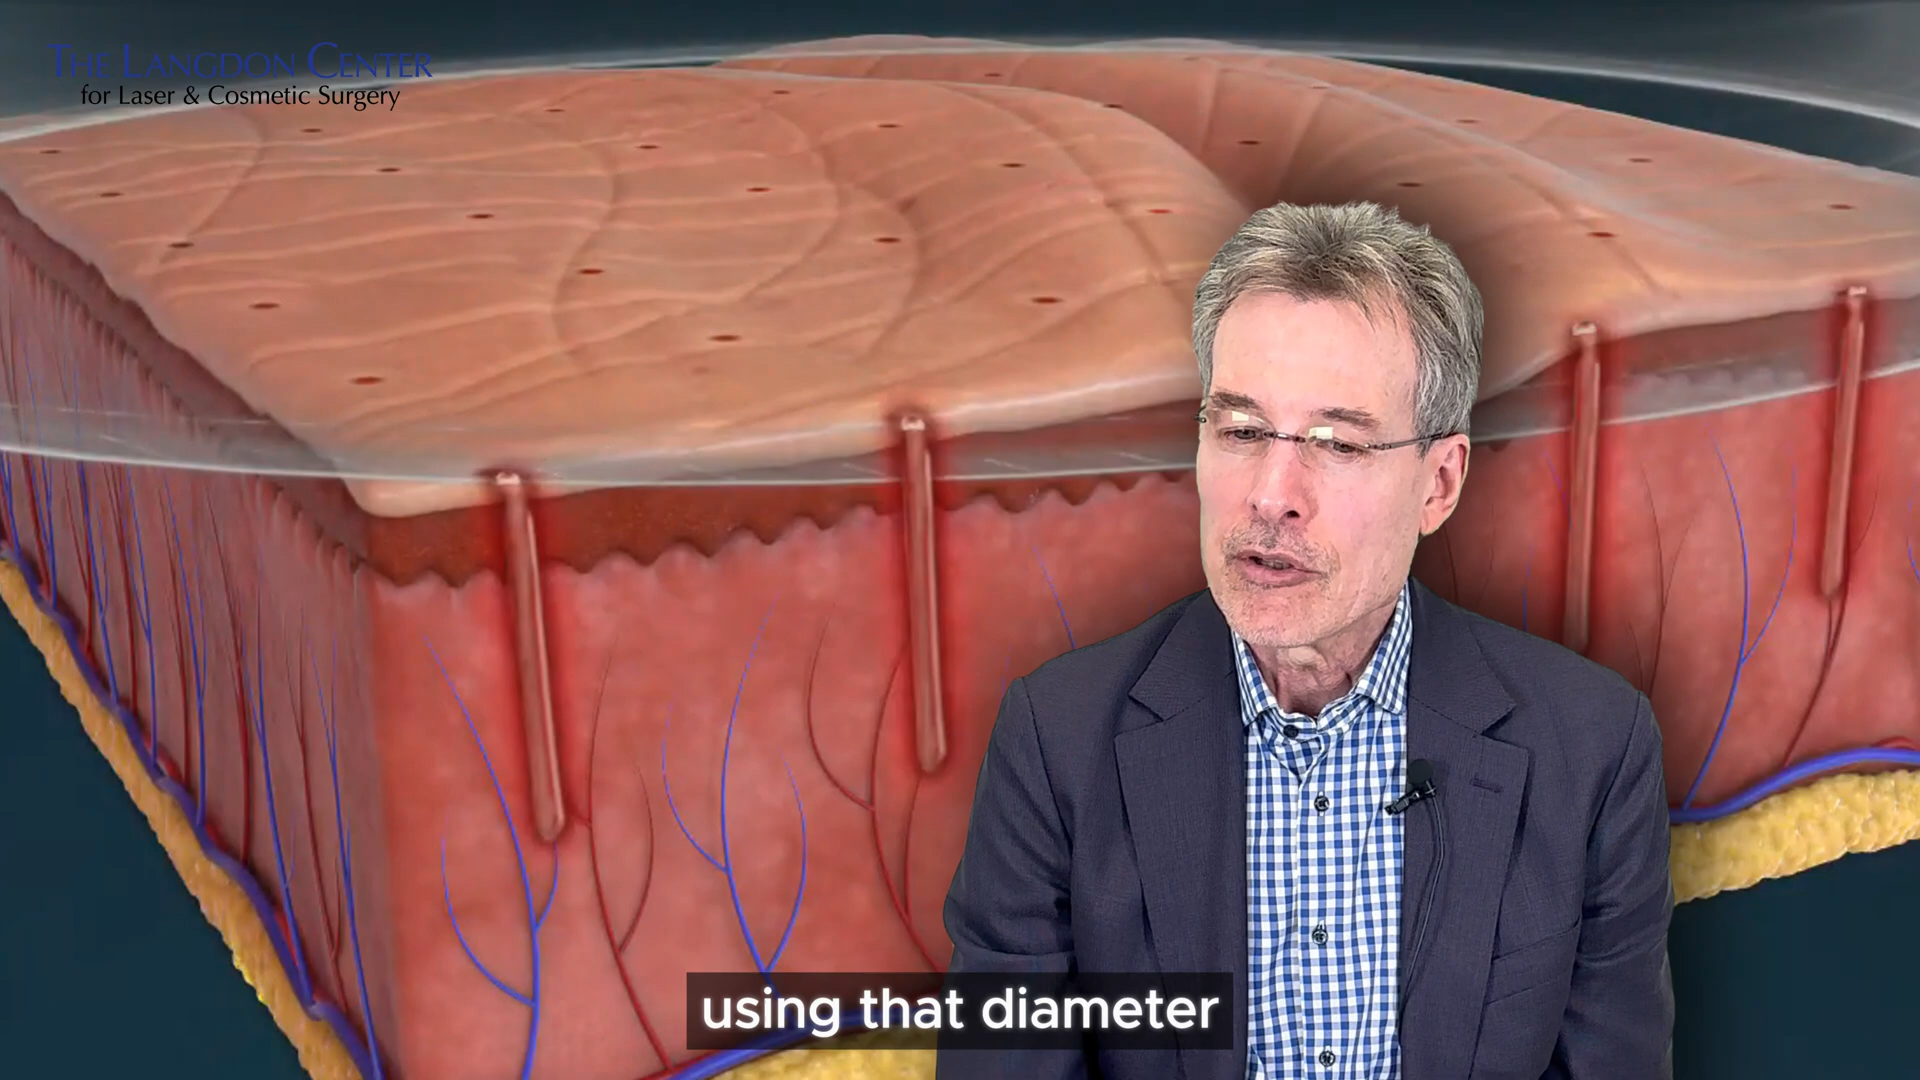 THE LANGDON CENTER
for Laser & Cosmetic Surgery
using that diameter